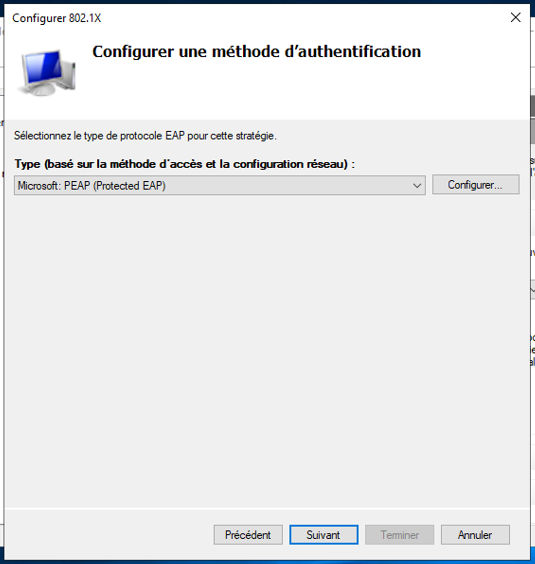 Configurer 802.1X
Configurer une méthode d'authentification
Sélectionnez le type de protocole EAP pour cette stratégie.
Type (basé sur la méthode d'accès et la configuration réseau) :
Microsoft: PEAP (Protected EAP)
Configurer...
Précédent
Suivant
Terminer
Annuler